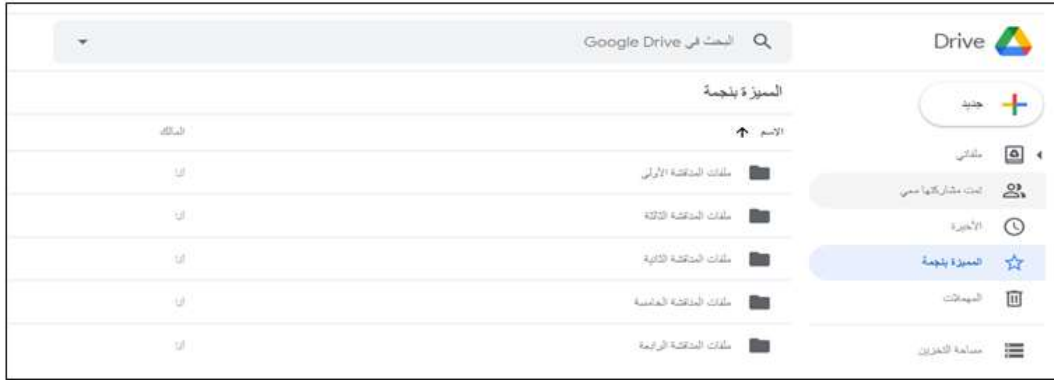 Drive
البحث في Google Drive
جديد
ملفاتي
تمت مشاركتها معي
الأخيرة
المميزة بنجمة
المهملات
مساحة التخزين
المميزة بنجمة
الاسم
المالك
ملفات المناقشة الأولى
أنا
ملفات المناقشة الثالثة
أنا
ملفات المناقشة الثانية
أنا
ملفات المناقشة الخامسة
أنا
ملفات المناقشة الرابعة
أنا